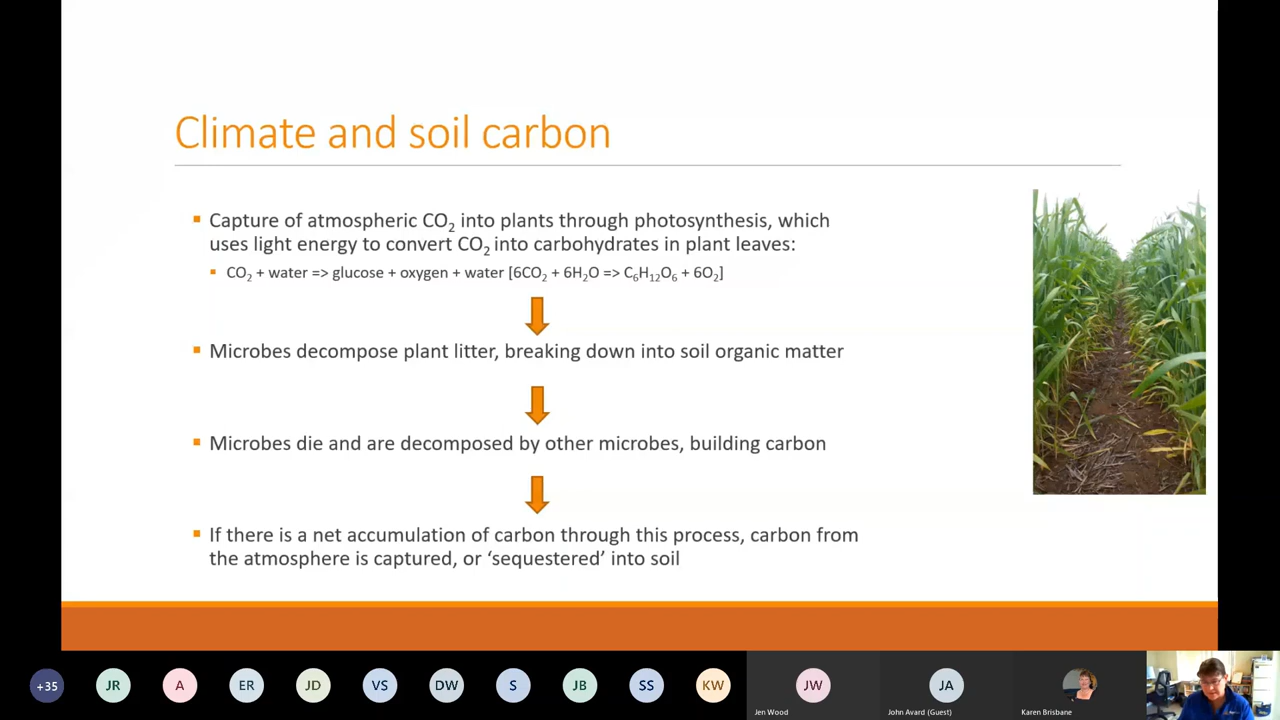 Climate and soil carbon
▪ Capture of atmospheric CO₂ into plants through photosynthesis, which
uses light energy to convert CO₂ into carbohydrates in plant leaves:
▪ CO₂ + water => glucose + oxygen + water [6CO₂ + 6H₂O => C₆H₁₂O₆ + 6O₂]
▪ Microbes decompose plant litter, breaking down into soil organic matter
▪ Microbes die and are decomposed by other microbes, building carbon
▪ If there is a net accumulation of carbon through this process, carbon from
the atmosphere is captured, or ‘sequestered’ into soil
+35 JR A ER JD VS DW S JB SS KW JW JA
Jen Wood John Avard (Guest) Karen Brisbane